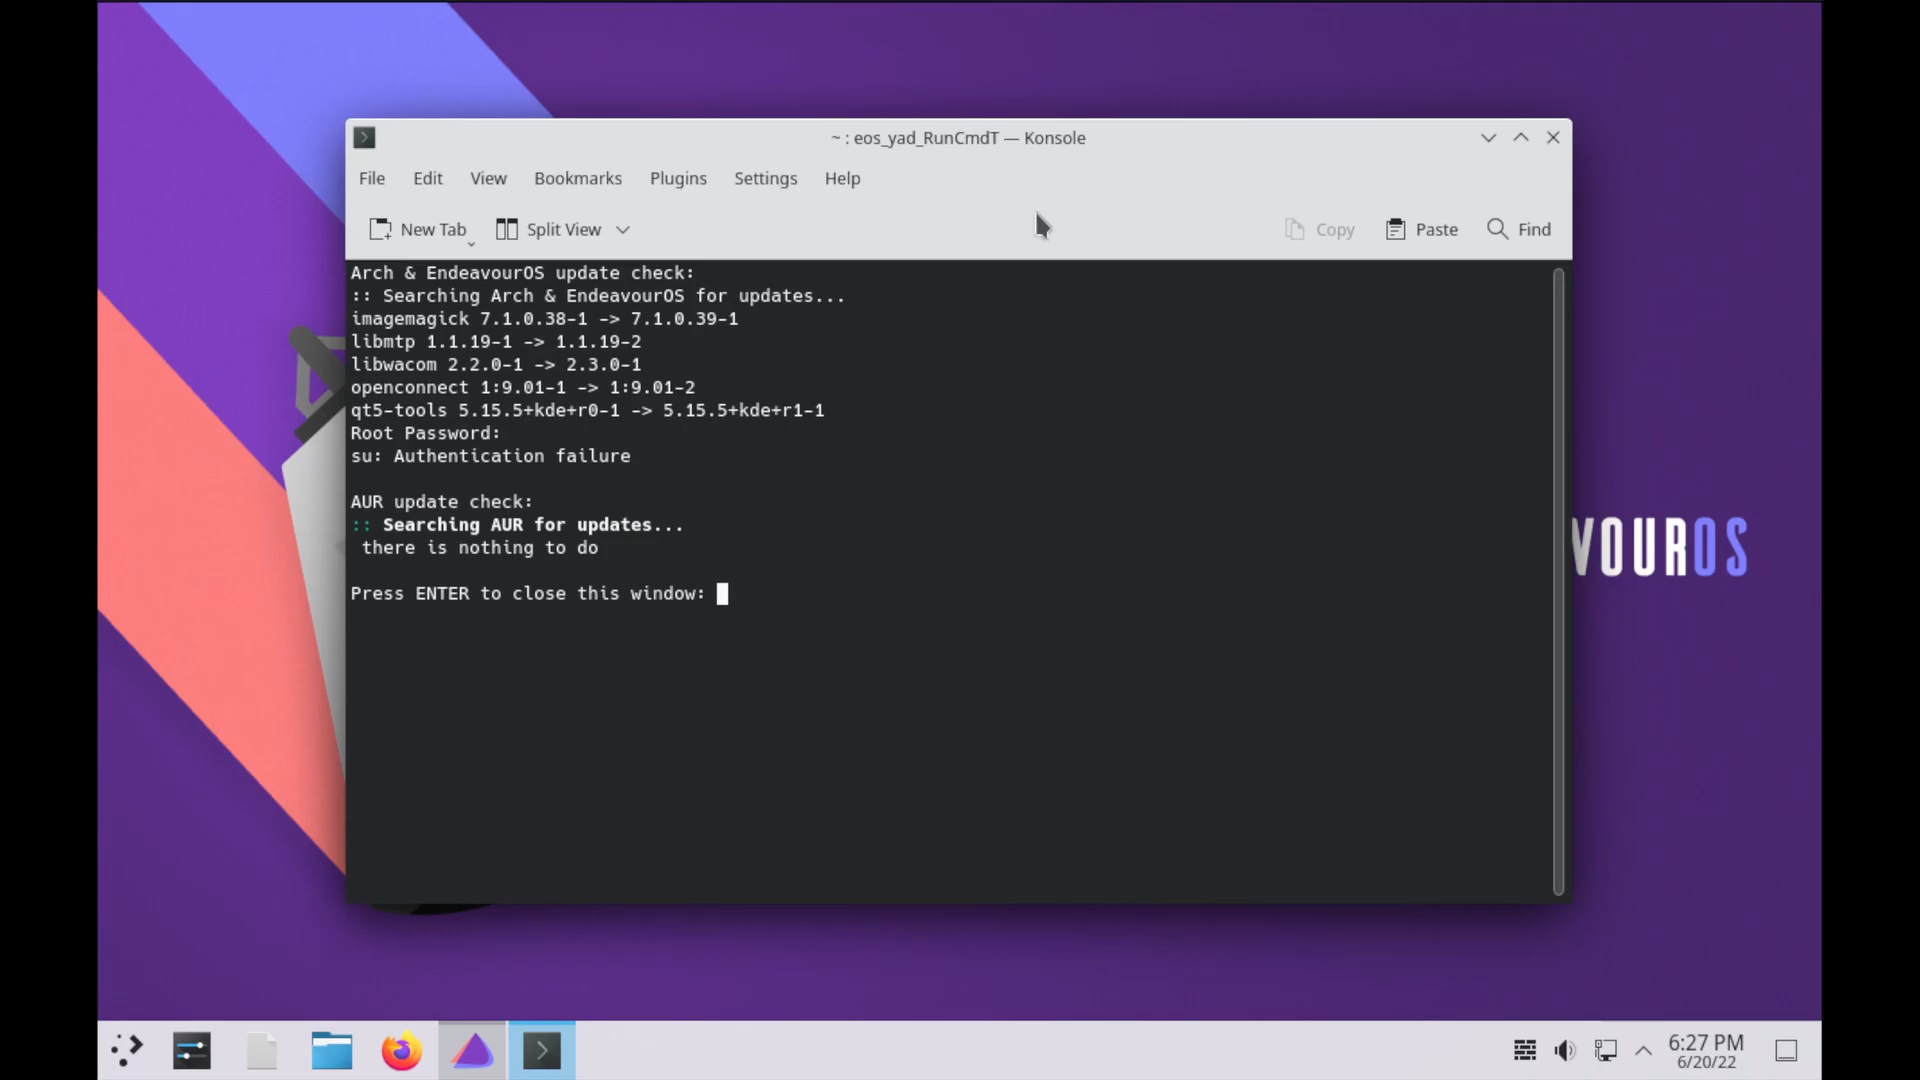 ~ : eos_yad_RunCmdT — Konsole
File Edit View Bookmarks Plugins Settings Help
New Tab Split View Copy Paste Find
Arch & EndeavourOS update check:
:: Searching Arch & EndeavourOS for updates...
imagemagick 7.1.0.38-1 -> 7.1.0.39-1
libmtp 1.1.19-1 -> 1.1.19-2
libwacom 2.2.0-1 -> 2.3.0-1
openconnect 1:9.01-1 -> 1:9.01-2
qt5-tools 5.15.5+kde+r0-1 -> 5.15.5+kde+r1-1
Root Password:
su: Authentication failure
AUR update check:
:: Searching AUR for updates...
there is nothing to do
Press ENTER to close this window:
VOUROS
6:27 PM
6/20/22